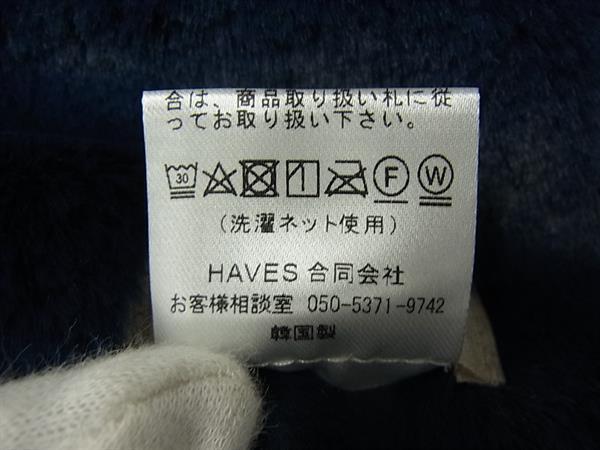 合は、商品取り扱い札に従
ってお取り扱い下さい。
30 F W
(洗濯ネット使用)
HAVES 合同会社
お客様相談室 050-5371-9742
韓国製